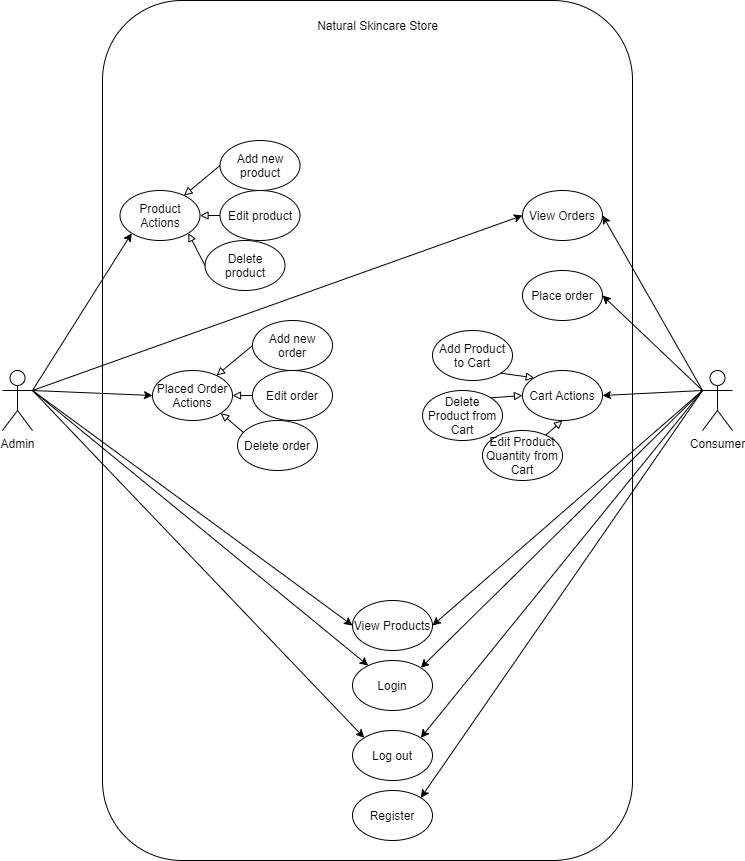 Natural Skincare Store
Add new
product
Product
Actions
Edit product
View Orders
Delete
product
Place order
Add new
order
Add Product
to Cart
Placed Order
Actions
Edit order
Cart Actions
Delete
Product from
Cart
Admin
Delete order
Edit Product
Quantity from
Cart
Consumer
View Products
Login
Log out
Register